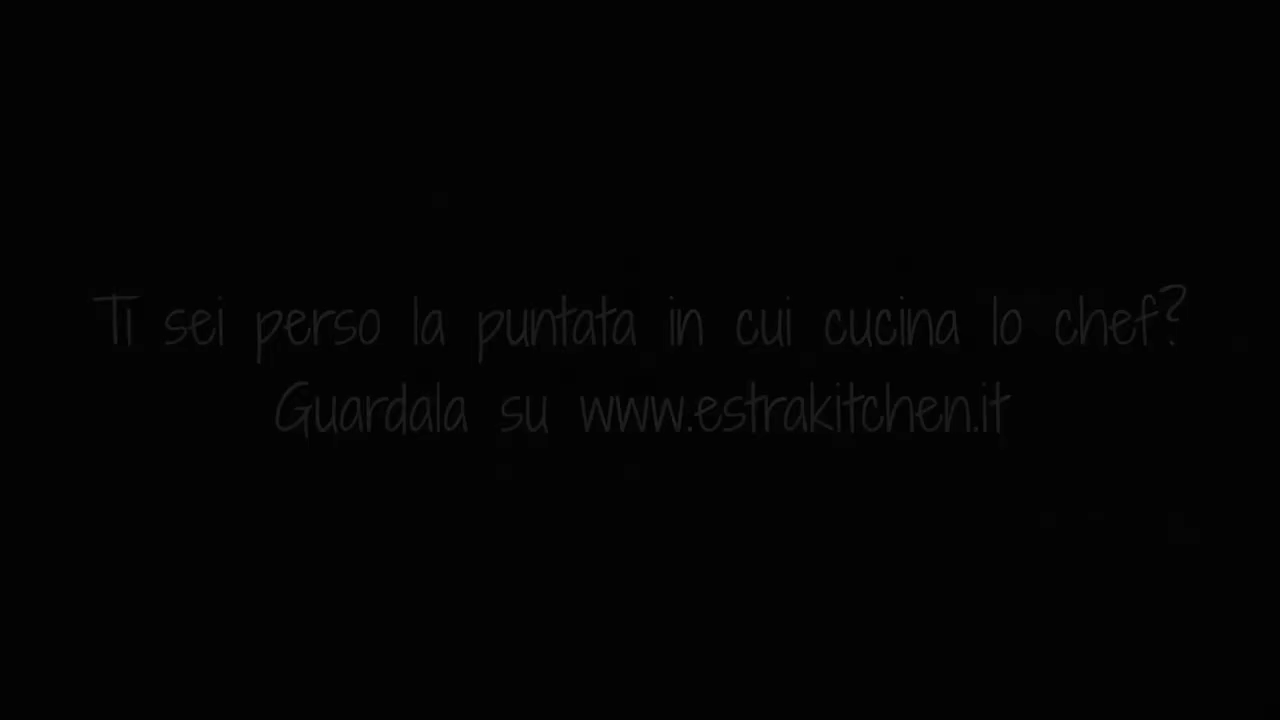 Ti sei perso la puntata in cui cucina lo chef?
Guardala su www.estrakitchen.it